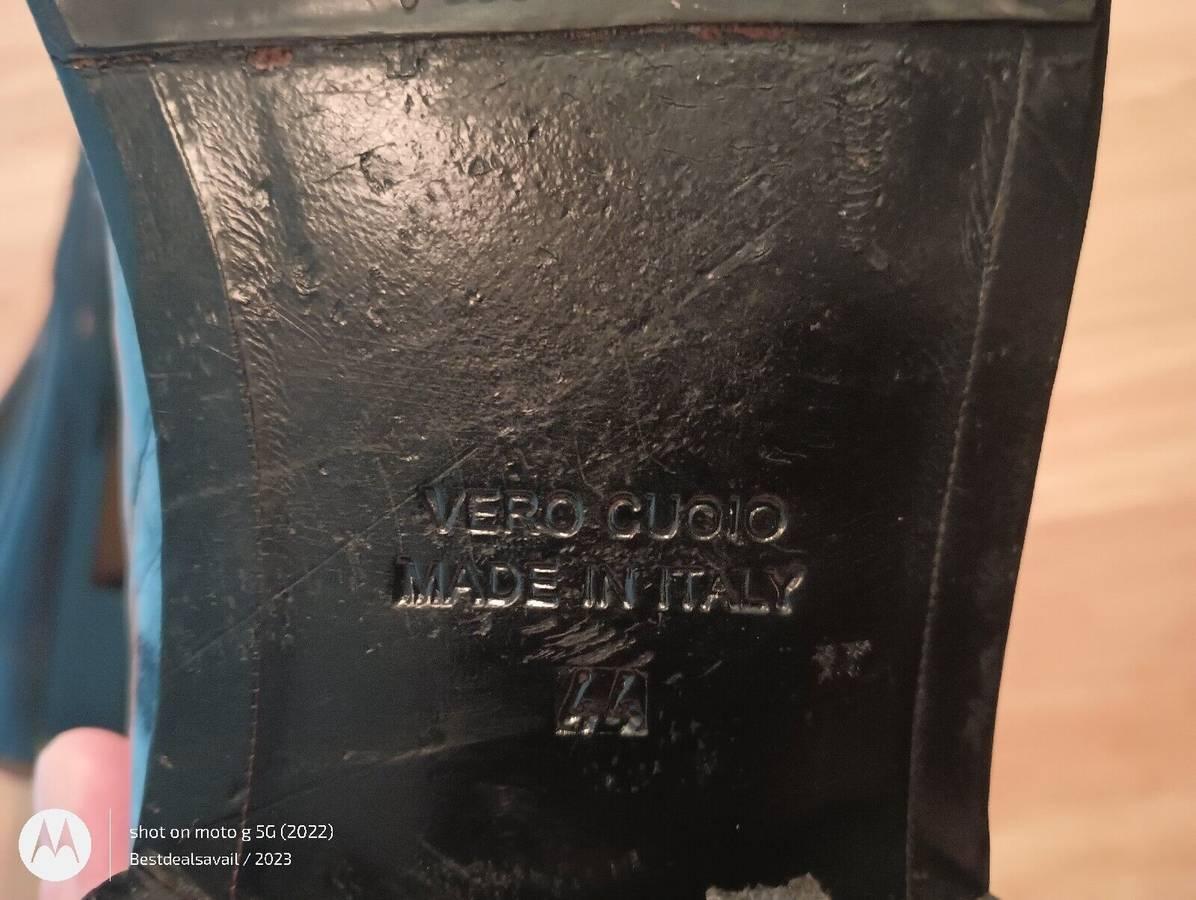 VERO CUOIO
MADE IN ITALY
44
shot on moto g 5G (2022)
Bestdealsavail / 2023